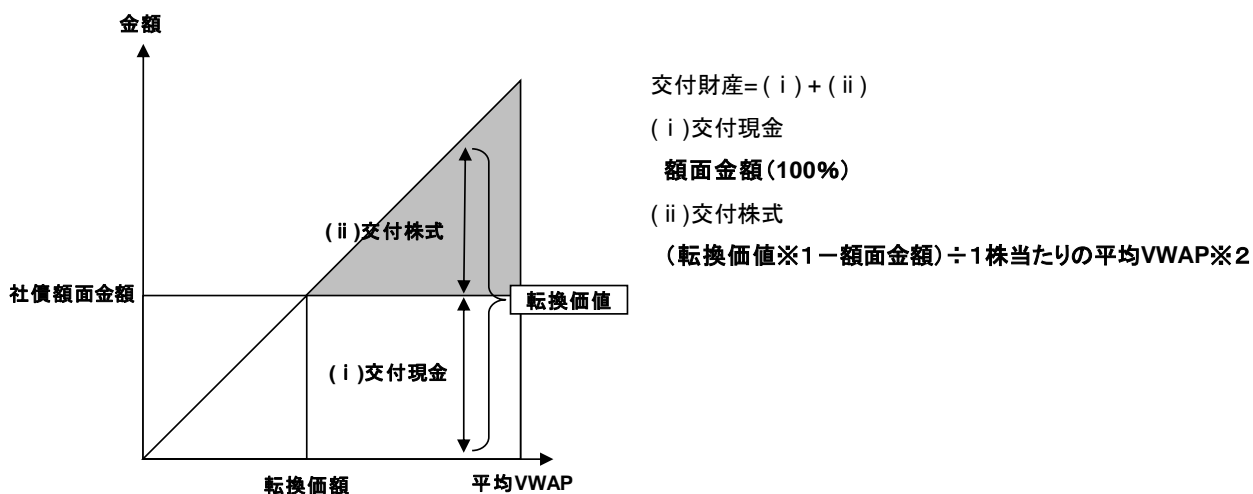 金額
交付財産=(ⅰ)+(ⅱ)
(ⅰ)交付現金
額面金額(100%)
(ⅱ)交付株式
(転換価値※1-額面金額)÷1株当たりの平均VWAP※2
(ⅱ)交付株式
社債額面金額
転換価値
(ⅰ)交付現金
転換価額
平均VWAP